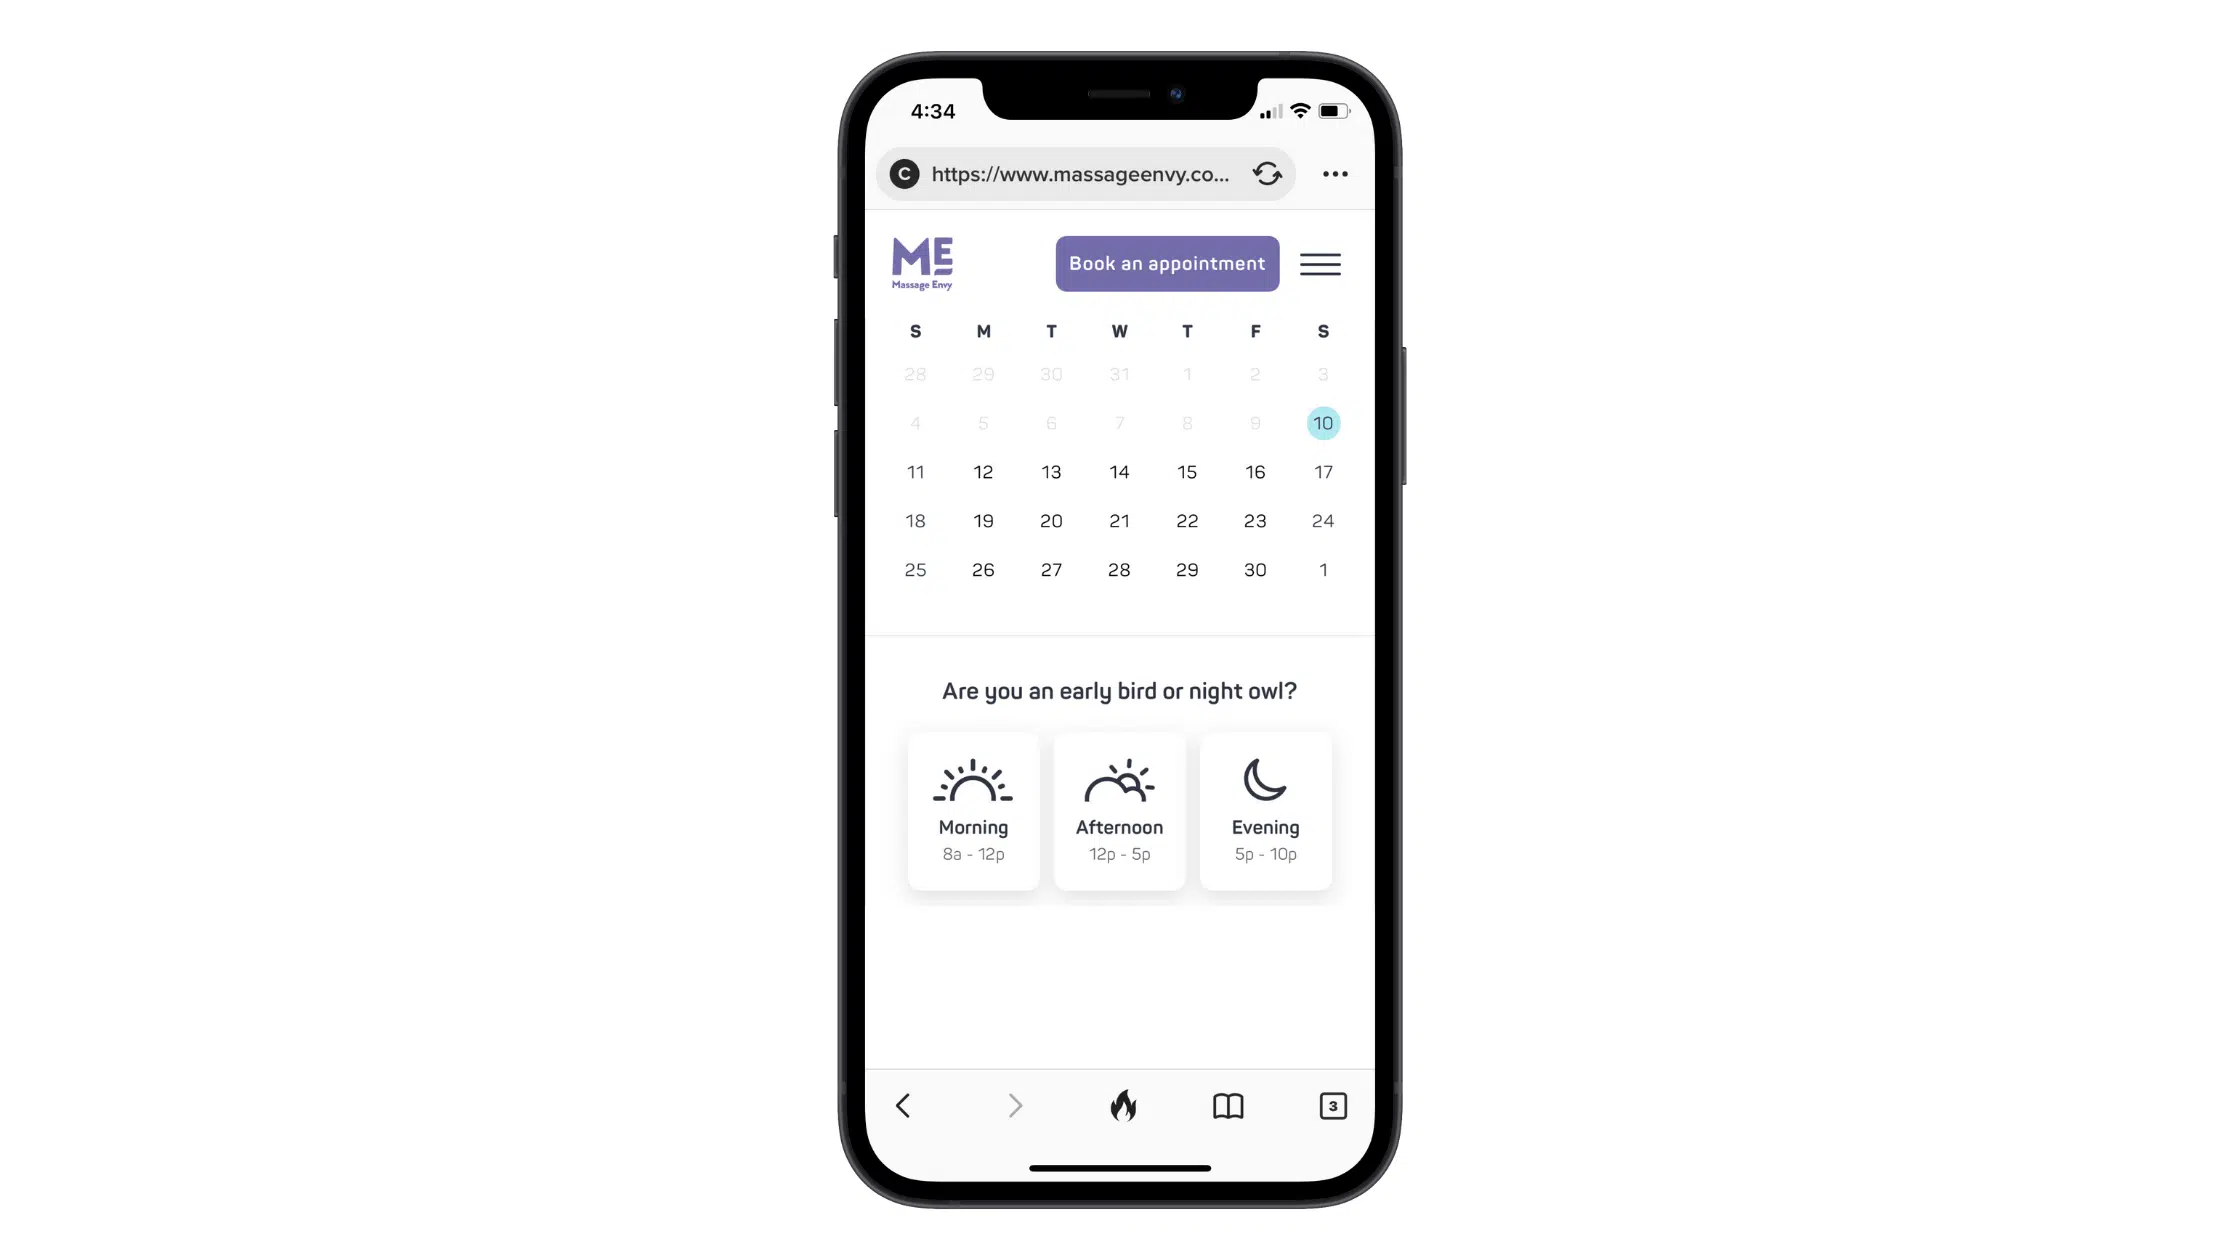 4:34
C https://www.massageenvy.co...
ME
Massage Envy
Book an appointment
S M T W T F S
28 29 30 31 1 2 3
4 5 6 7 8 9 10
11 12 13 14 15 16 17
18 19 20 21 22 23 24
25 26 27 28 29 30 1
Are you an early bird or night owl?
Morning Afternoon Evening
8a - 12p 12p - 5p 5p - 10p
3